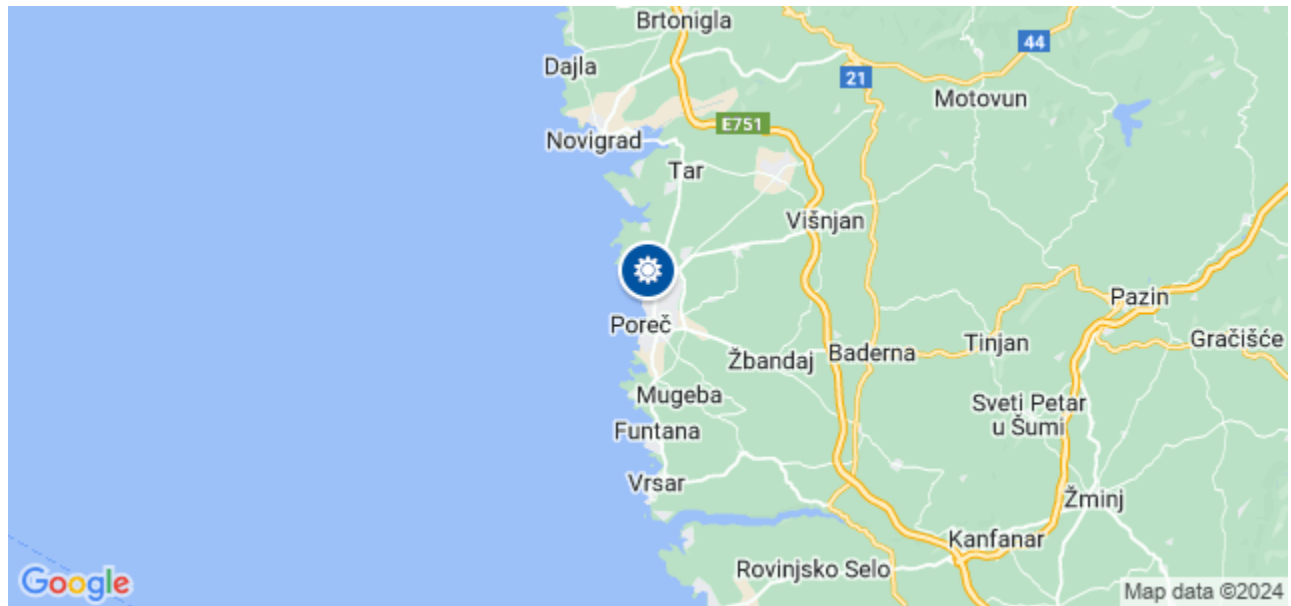 Brtonigla
44
Dajla
21
Motovun
E751
Novigrad
Tar
Višnjan
Pazin
Poreč
Gračišće
Tinjan
Baderna
Žbandaj
Mugeba
Sveti Petar
u Šumi
Funtana
Vrsar
Žminj
Kanfanar
Rovinjsko Selo
Google
Map data ©2024